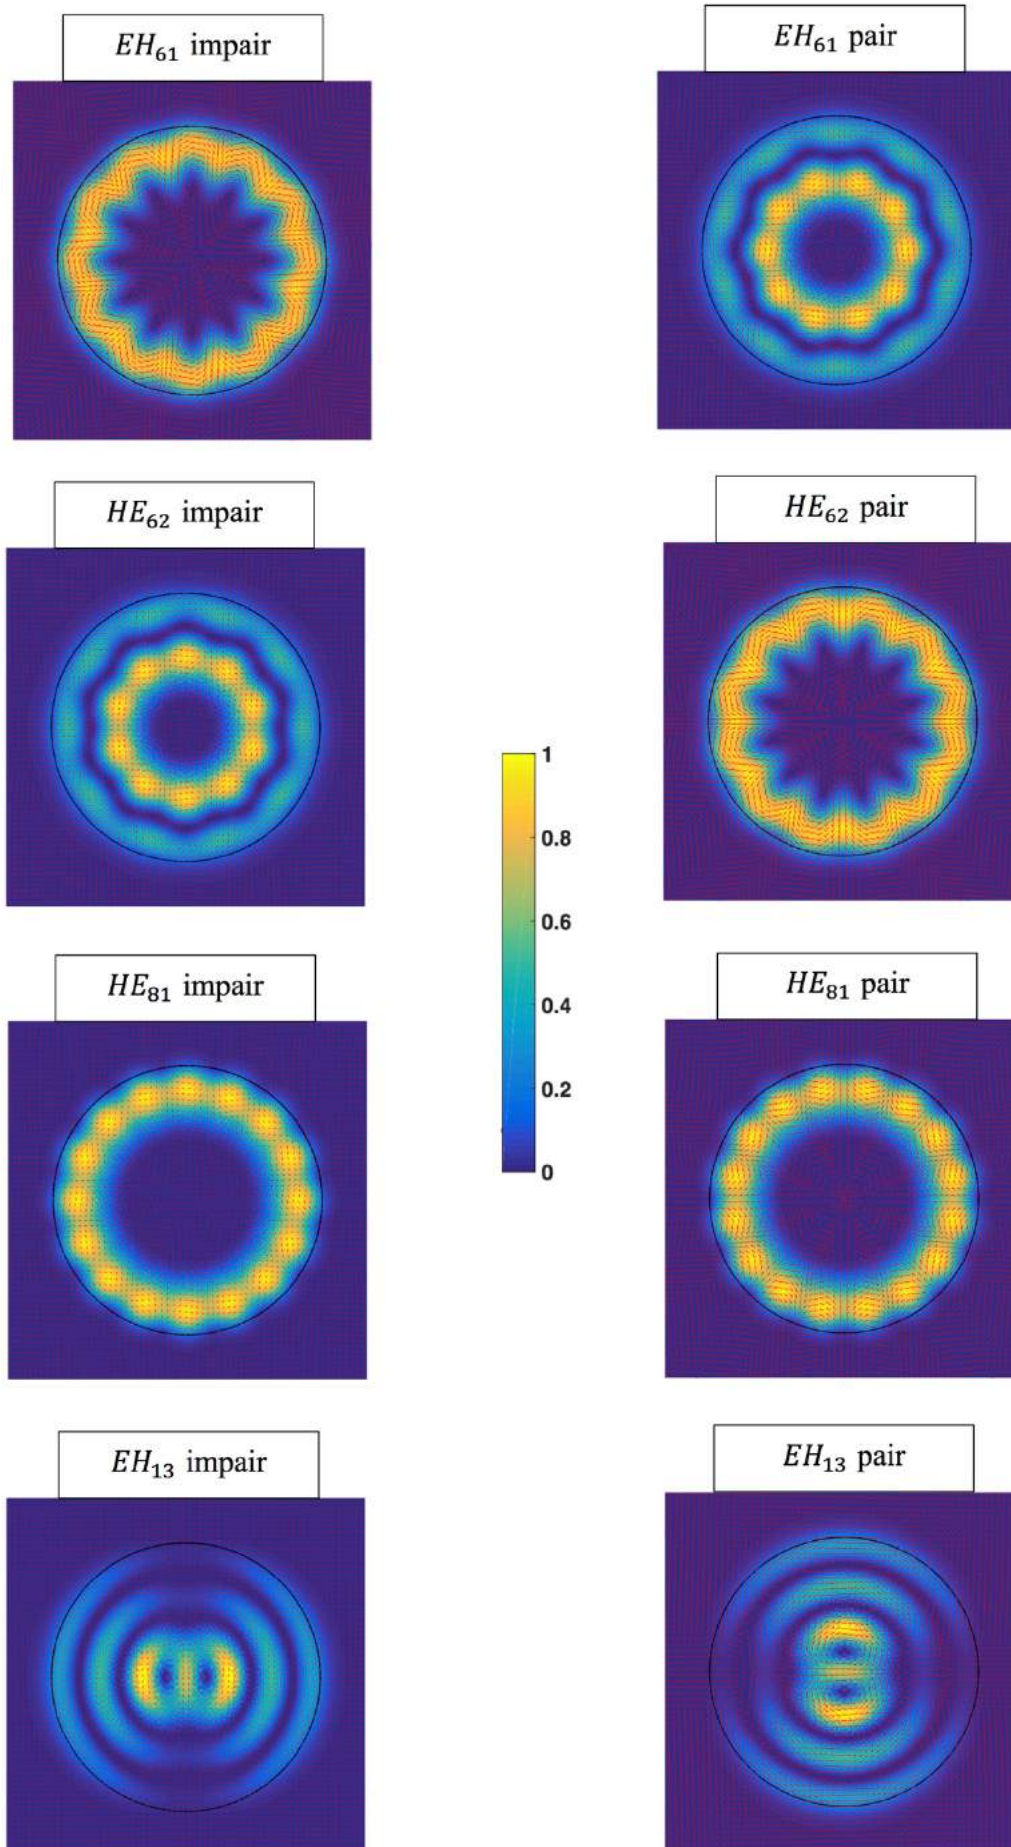 EH₆₁ impair
EH₆₁ pair
HE₆₂ impair
HE₆₂ pair
1
0.8
0.6
0.4
0.2
0
HE₈₁ impair
HE₈₁ pair
EH₁₃ impair
EH₁₃ pair